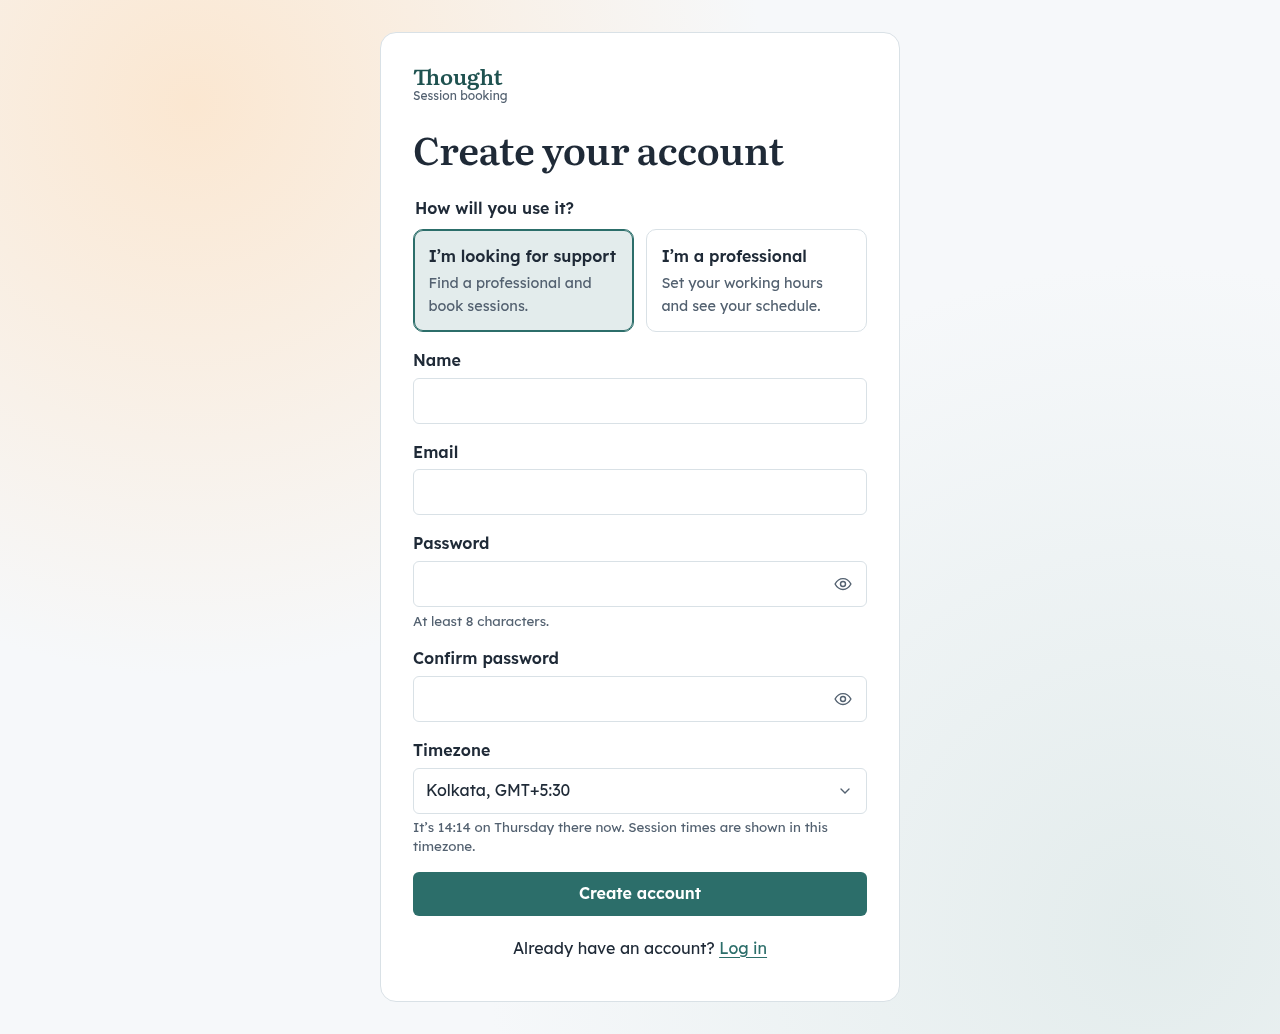 Thought
Session booking
Create your account
How will you use it?
I’m looking for support
Find a professional and
book sessions.
I’m a professional
Set your working hours
and see your schedule.
Name
Email
Password
At least 8 characters.
Confirm password
Timezone
Kolkata, GMT+5:30
It’s 14:14 on Thursday there now. Session times are shown in this
timezone.
Create account
Already have an account? Log in